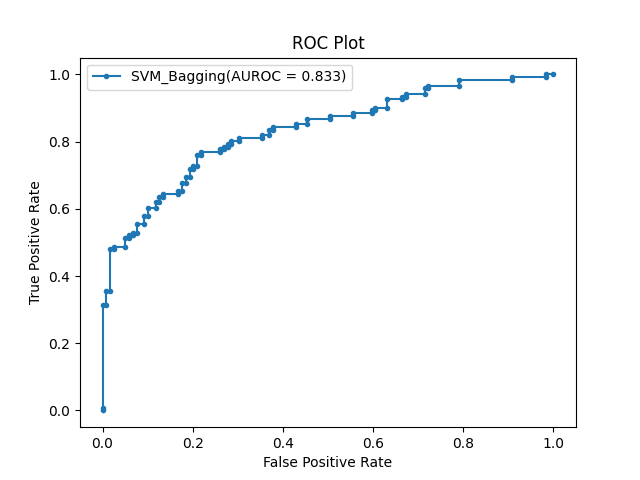 ROC Plot
SVM_Bagging(AUROC = 0.833)
1.0
0.8
0.6
0.4
0.2
0.0
True Positive Rate
0.0 0.2 0.4 0.6 0.8 1.0
False Positive Rate